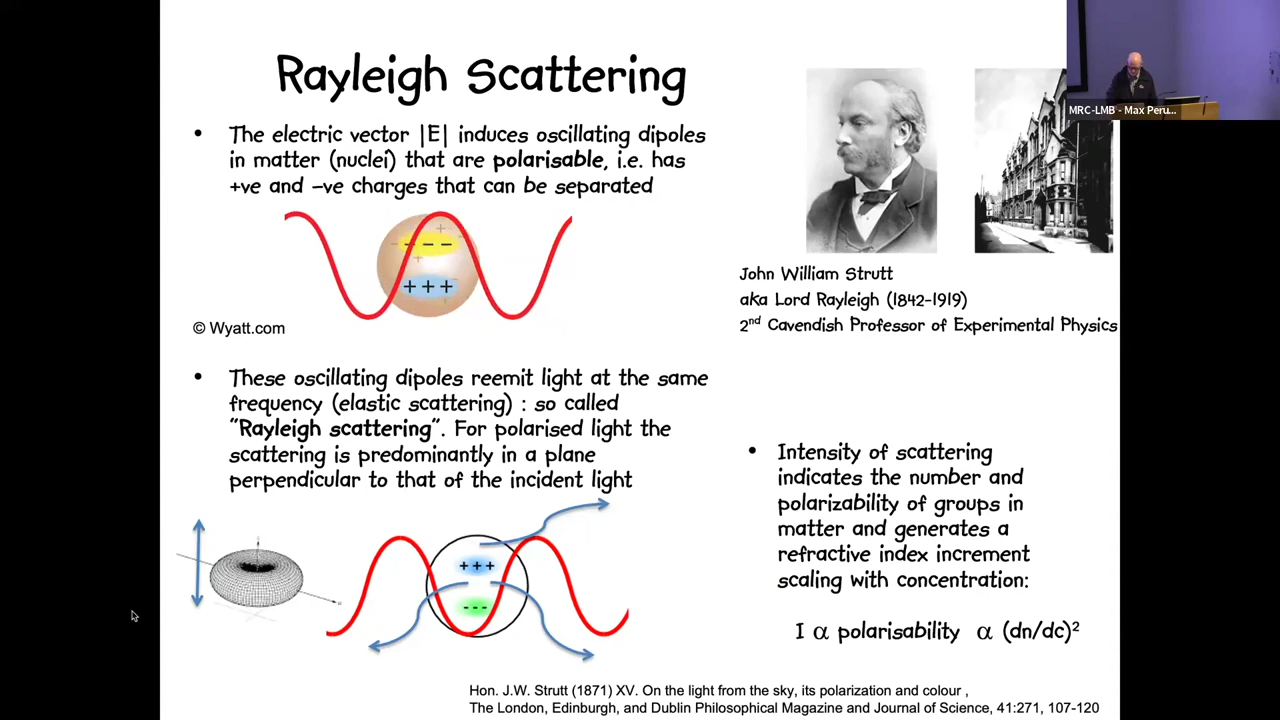 Rayleigh Scattering
• The electric vector |E| induces oscillating dipoles
in matter (nuclei) that are polarisable, i.e. has
+ve and –ve charges that can be separated
– – –
+ + +
© Wyatt.com
• These oscillating dipoles reemit light at the same
frequency (elastic scattering) : so called
"Rayleigh scattering". For polarised light the
scattering is predominantly in a plane
perpendicular to that of the incident light
+ + +
- - -
MRC-LMB - Max Peru...
John William Strutt
aka Lord Rayleigh (1842-1919)
2nd Cavendish Professor of Experimental Physics
• Intensity of scattering
indicates the number and
polarizability of groups in
matter and generates a
refractive index increment
scaling with concentration:
I α polarisability α (dn/dc)²
Hon. J.W. Strutt (1871) XV. On the light from the sky, its polarization and colour ,
The London, Edinburgh, and Dublin Philosophical Magazine and Journal of Science, 41:271, 107-120